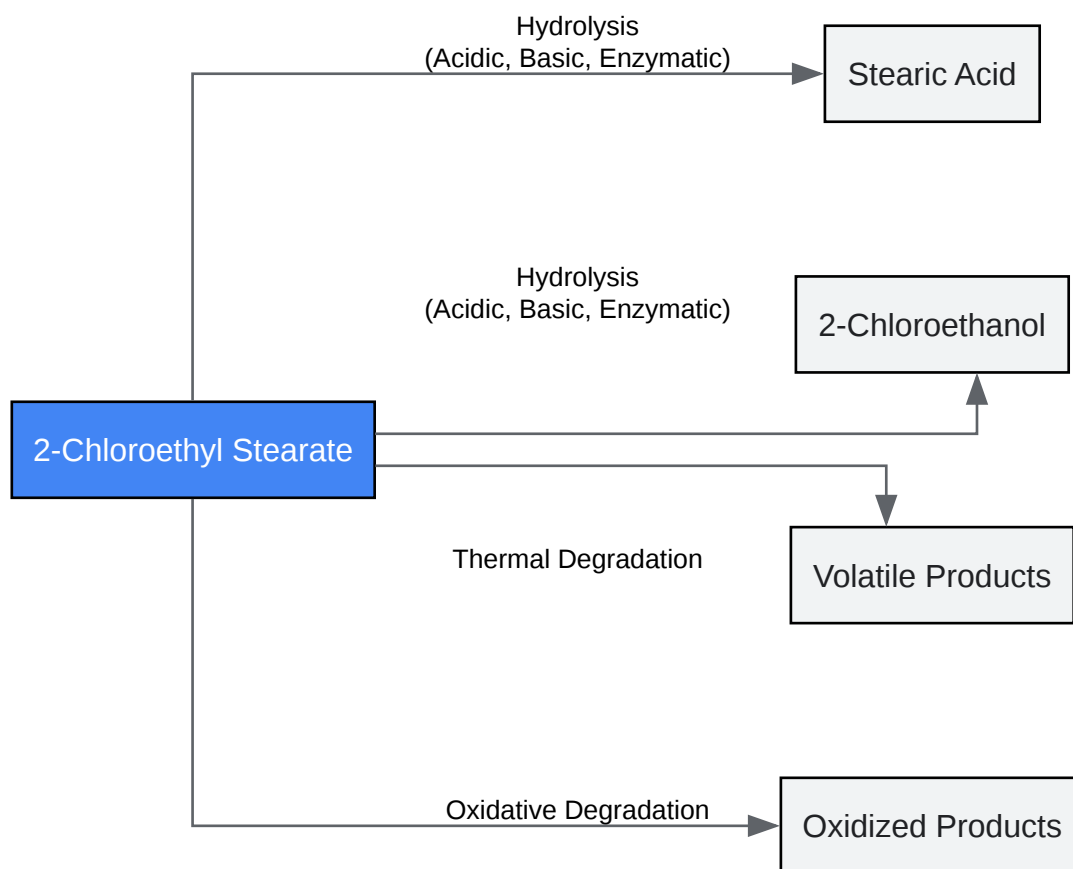 Hydrolysis
(Acidic, Basic, Enzymatic)
Stearic Acid
Hydrolysis
(Acidic, Basic, Enzymatic)
2-Chloroethanol
2-Chloroethyl Stearate
Thermal Degradation
Volatile Products
Oxidative Degradation
Oxidized Products